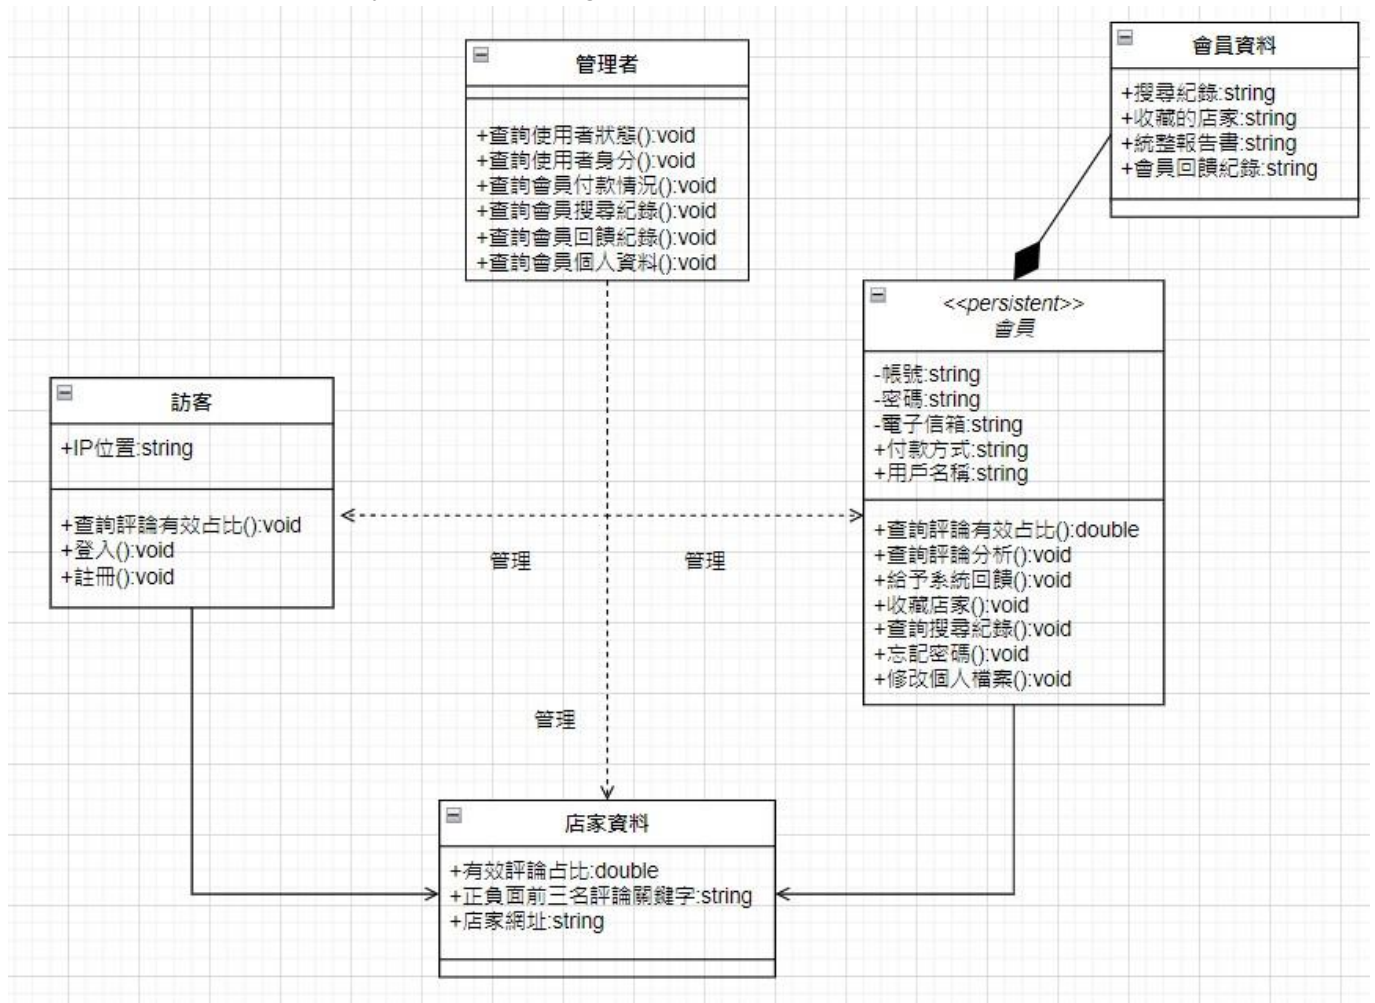 管理者
+查詢使用者狀態():void
+查詢使用者身分():void
+查詢會員付款情況():void
+查詢會員搜尋紀錄():void
+查詢會員回饋紀錄():void
+查詢會員個人資料():void
會員資料
+搜尋紀錄:string
+收藏的店家:string
+統整報告書:string
+會員回饋紀錄:string
<<persistent>>
會員
-帳號:string
-密碼:string
-電子信箱:string
+付款方式:string
+用戶名稱:string
+查詢評論有效占比():double
+查詢評論分析():void
+給予系統回饋():void
+收藏店家():void
+查詢搜尋紀錄():void
+忘記密碼():void
+修改個人檔案():void
訪客
+IP位置:string
+查詢評論有效占比():void
+登入():void
+註冊():void
管理
管理
管理
店家資料
+有效評論占比:double
+正負面前三名評論關鍵字:string
+店家網址:string